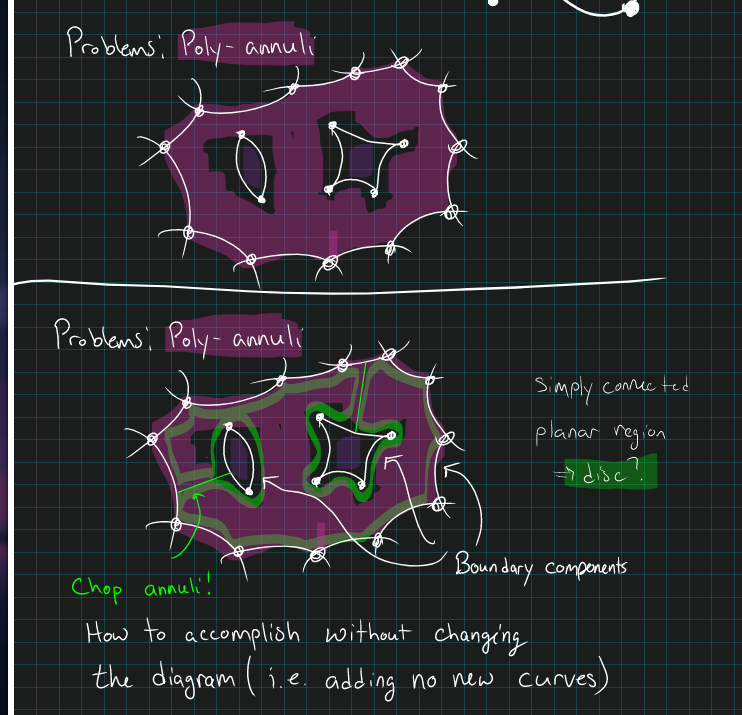 Problems: Poly-annuli
Problems: Poly-annuli
Simply connected
planar region
⇒ disc?
Boundary components
Chop annuli!
How to accomplish without changing
the diagram (i.e. adding no new curves)